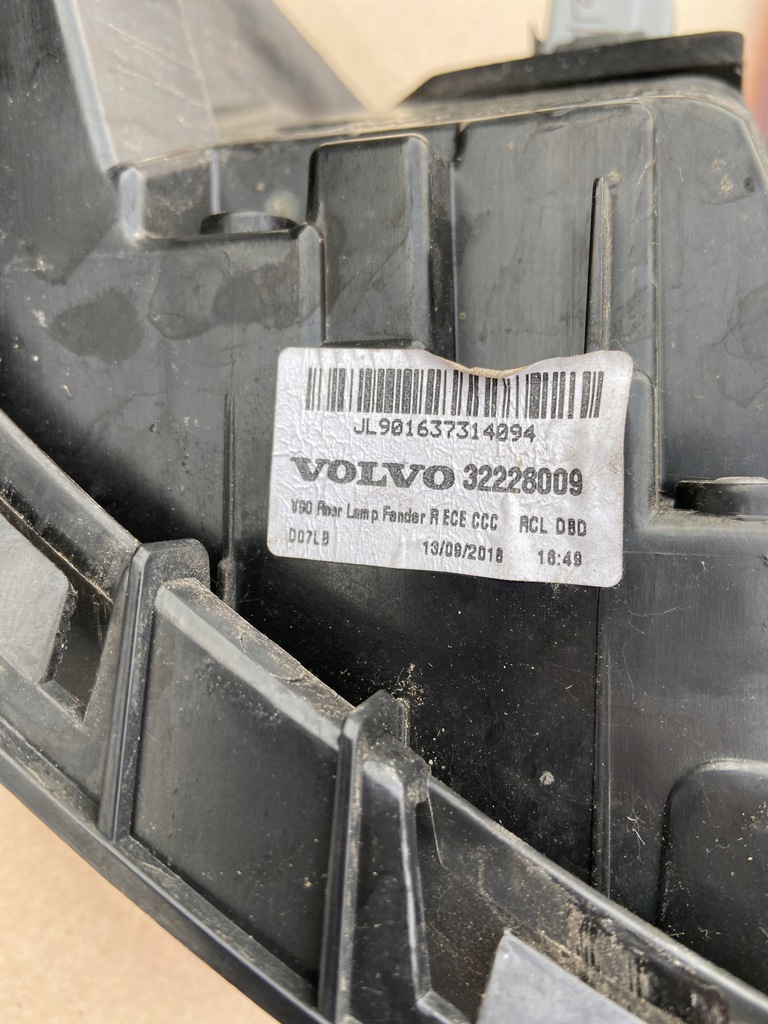 JL901637314094
VOLVO 32228009
V60 Rear Lamp Fender R ECE CCC RCL DBD
D07LB 13/09/2018 16:49